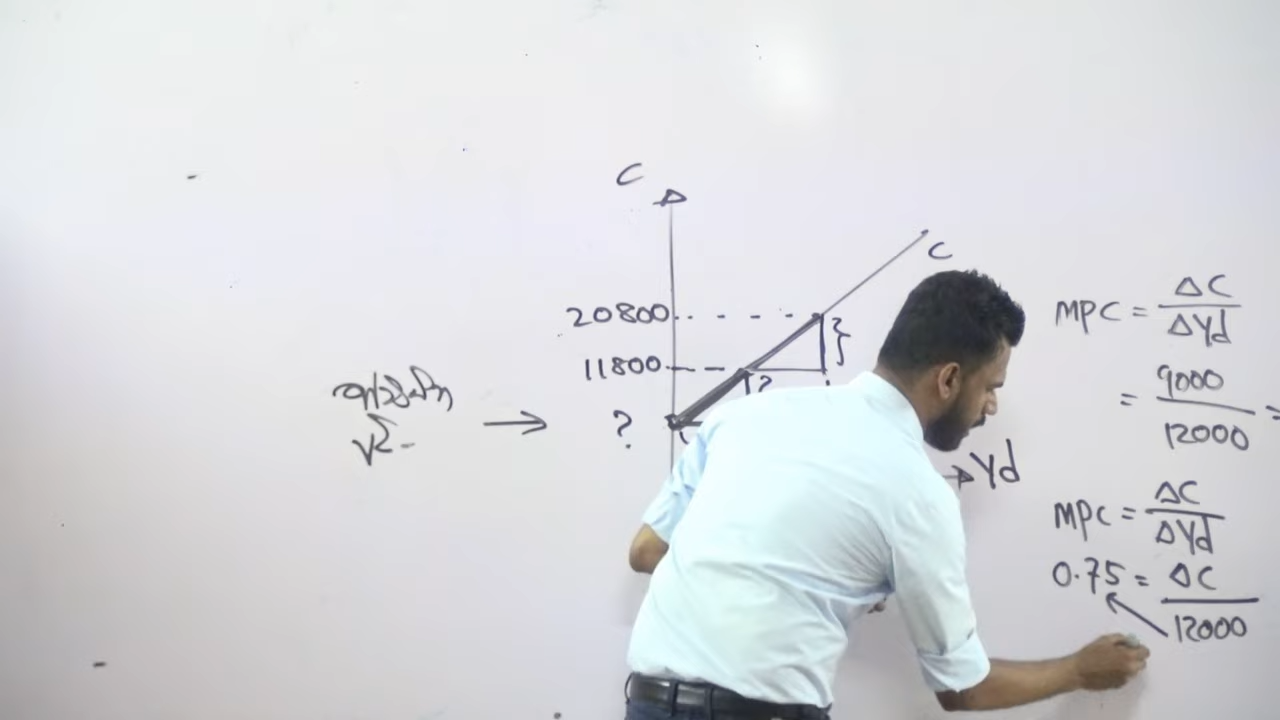 C
C
20800
11800
?
?
Yd
MPC = ΔC / ΔYd
= 9000 / 12000 =
MPC = ΔC / ΔYd
0.75 = ΔC / 12000